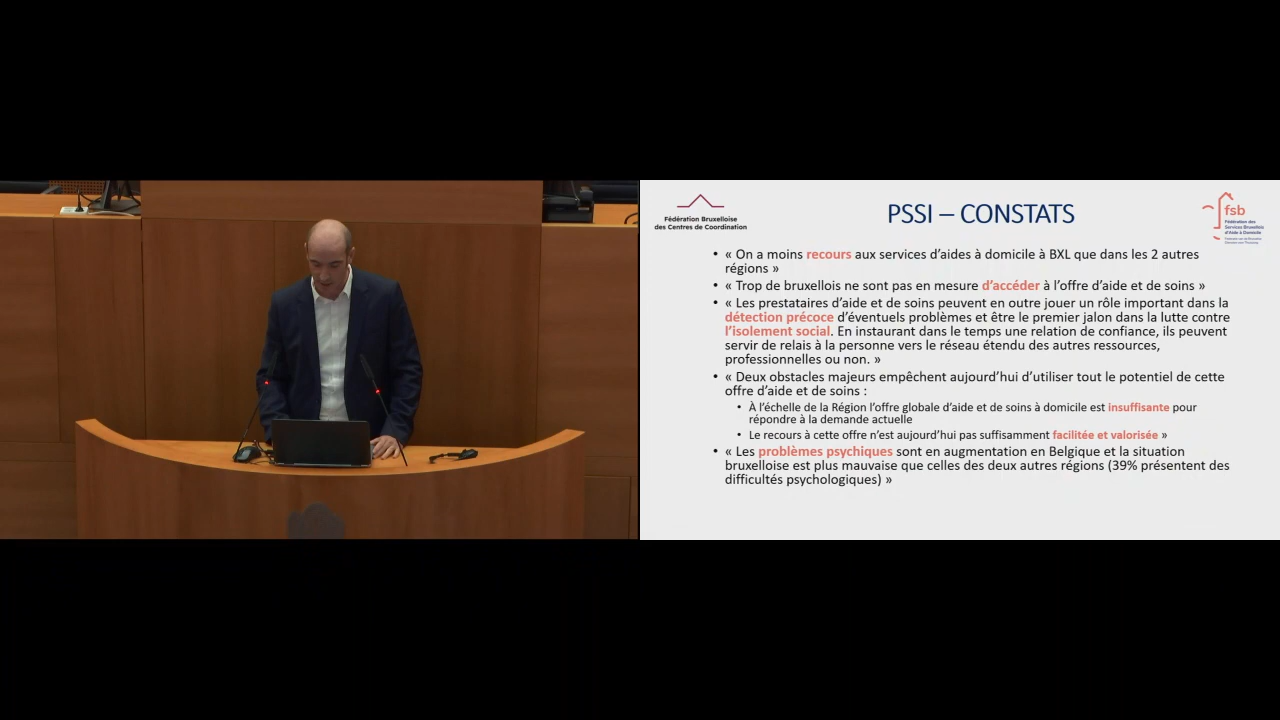 Fédération Bruxelloise
des Centres de Coordination
PSSI – CONSTATS
fsb
Fédération des
Services Bruxellois
d'Aide à Domicile
• « On a moins recours aux services d'aides à domicile à BXL que dans les 2 autres
régions »
• « Trop de bruxellois ne sont pas en mesure d'accéder à l'offre d'aide et de soins »
• « Les prestataires d'aide et de soins peuvent en outre jouer un rôle important dans la
détection précoce d'éventuels problèmes et être le premier jalon dans la lutte contre
l'isolement social. En instaurant dans le temps une relation de confiance, ils peuvent
servir de relais à la personne vers le réseau étendu des autres ressources,
professionnelles ou non. »
• « Deux obstacles majeurs empêchent aujourd'hui d'utiliser tout le potentiel de cette
offre d'aide et de soins :
• À l'échelle de la Région l'offre globale d'aide et de soins à domicile est insuffisante pour
répondre à la demande actuelle
• Le recours à cette offre n'est aujourd'hui pas suffisamment facilitée et valorisée »
• « Les problèmes psychiques sont en augmentation en Belgique et la situation
bruxelloise est plus mauvaise que celles des deux autres régions (39% présentent des
difficultés psychologiques) »